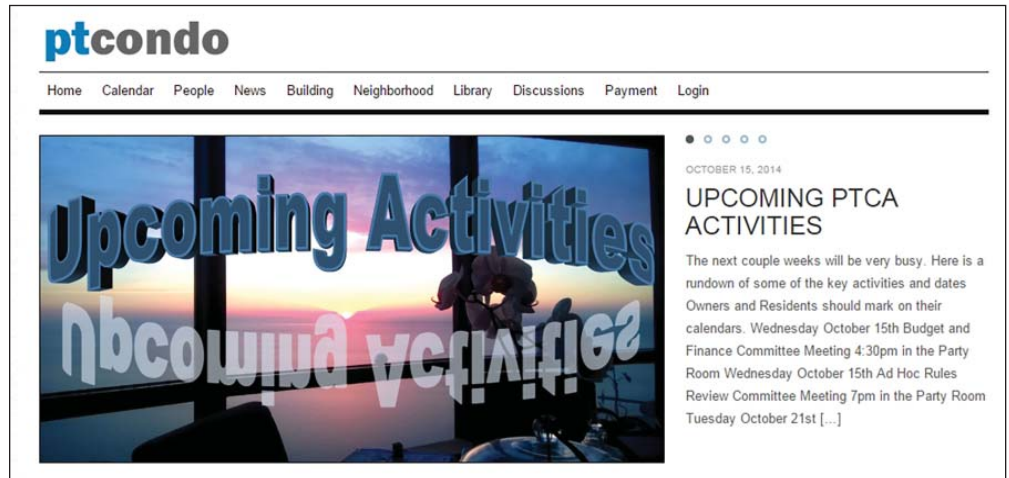 ptcondo
Home Calendar People News Building Neighborhood Library Discussions Payment Login
Upcoming Activities
Upcoming Activities
OCTOBER 15, 2014
UPCOMING PTCA
ACTIVITIES
The next couple weeks will be very busy. Here is a
rundown of some of the key activities and dates
Owners and Residents should mark on their
calendars. Wednesday October 15th Budget and
Finance Committee Meeting 4:30pm in the Party
Room Wednesday October 15th Ad Hoc Rules
Review Committee Meeting 7pm in the Party Room
Tuesday October 21st [...]